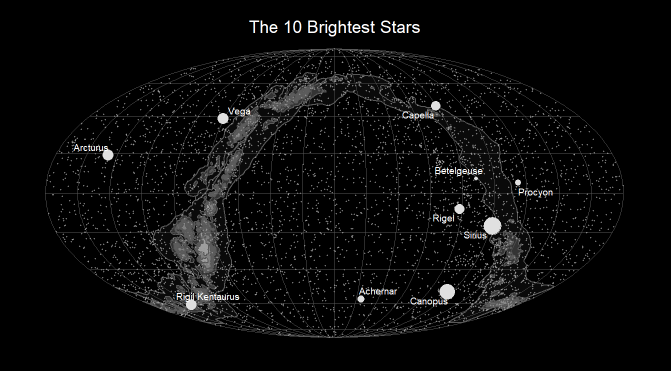 The 10 Brightest Stars
Vega
Capella
Arcturus
Betelgeuse
Procyon
Rigel
Sirius
Rigil Kentaurus
Achernar
Canopus